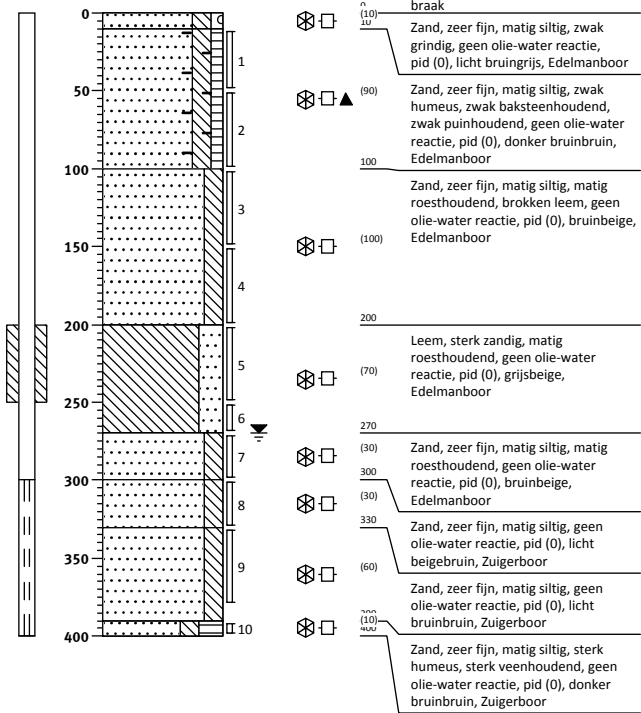 0
50
100
150
200
250
300
350
400
1
2
3
4
5
6
7
8
9
10
braak
(10)
10
Zand, zeer fijn, matig siltig, zwak
grindig, geen olie-water reactie,
pid (0), licht bruingrijs, Edelmanboor
(90)
Zand, zeer fijn, matig siltig, zwak
humeus, zwak baksteenhoudend,
zwak puinhoudend, geen olie-water
reactie, pid (0), donker bruinbruin,
Edelmanboor
100
Zand, zeer fijn, matig siltig, matig
roesthoudend, brokken leem, geen
olie-water reactie, pid (0), bruinbeige,
Edelmanboor
(100)
200
Leem, sterk zandig, matig
roesthoudend, geen olie-water
reactie, pid (0), grijsbeige,
Edelmanboor
(70)
270
(30)
Zand, zeer fijn, matig siltig, matig
roesthoudend, geen olie-water
reactie, pid (0), bruinbeige,
Edelmanboor
300
(30)
330
Zand, zeer fijn, matig siltig, geen
olie-water reactie, pid (0), licht
beigebruin, Zuigerboor
(60)
Zand, zeer fijn, matig siltig, geen
olie-water reactie, pid (0), licht
bruinbruin, Zuigerboor
(10)
400
Zand, zeer fijn, matig siltig, sterk
humeus, sterk veenhoudend, geen
olie-water reactie, pid (0), donker
bruinbruin, Zuigerboor